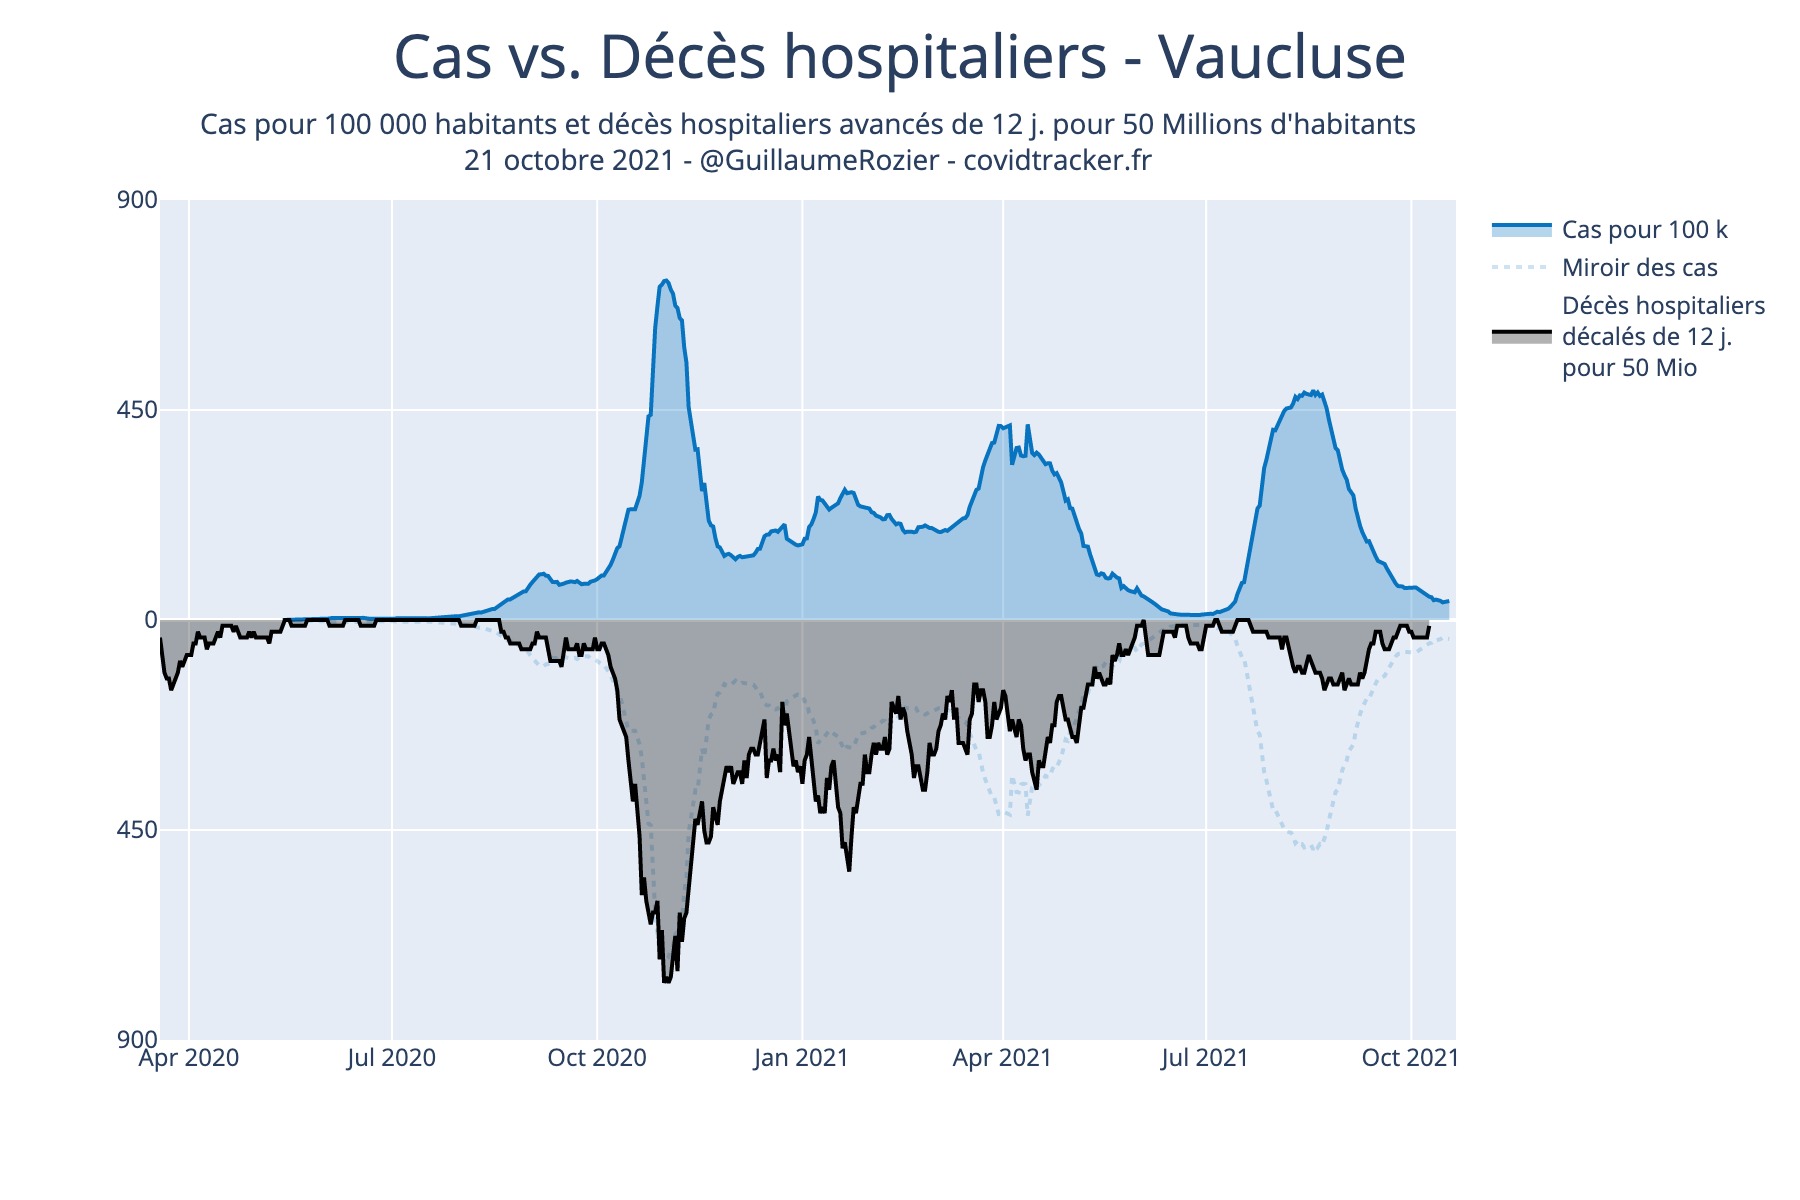 Cas vs. Décès hospitaliers - Vaucluse
Cas pour 100 000 habitants et décès hospitaliers avancés de 12 j. pour 50 Millions d'habitants
21 octobre 2021 - @GuillaumeRozier - covidtracker.fr
900
450
0
450
900
Apr 2020
Jul 2020
Oct 2020
Jan 2021
Apr 2021
Jul 2021
Oct 2021
Cas pour 100 k
Miroir des cas
Décès hospitaliers
décalés de 12 j.
pour 50 Mio